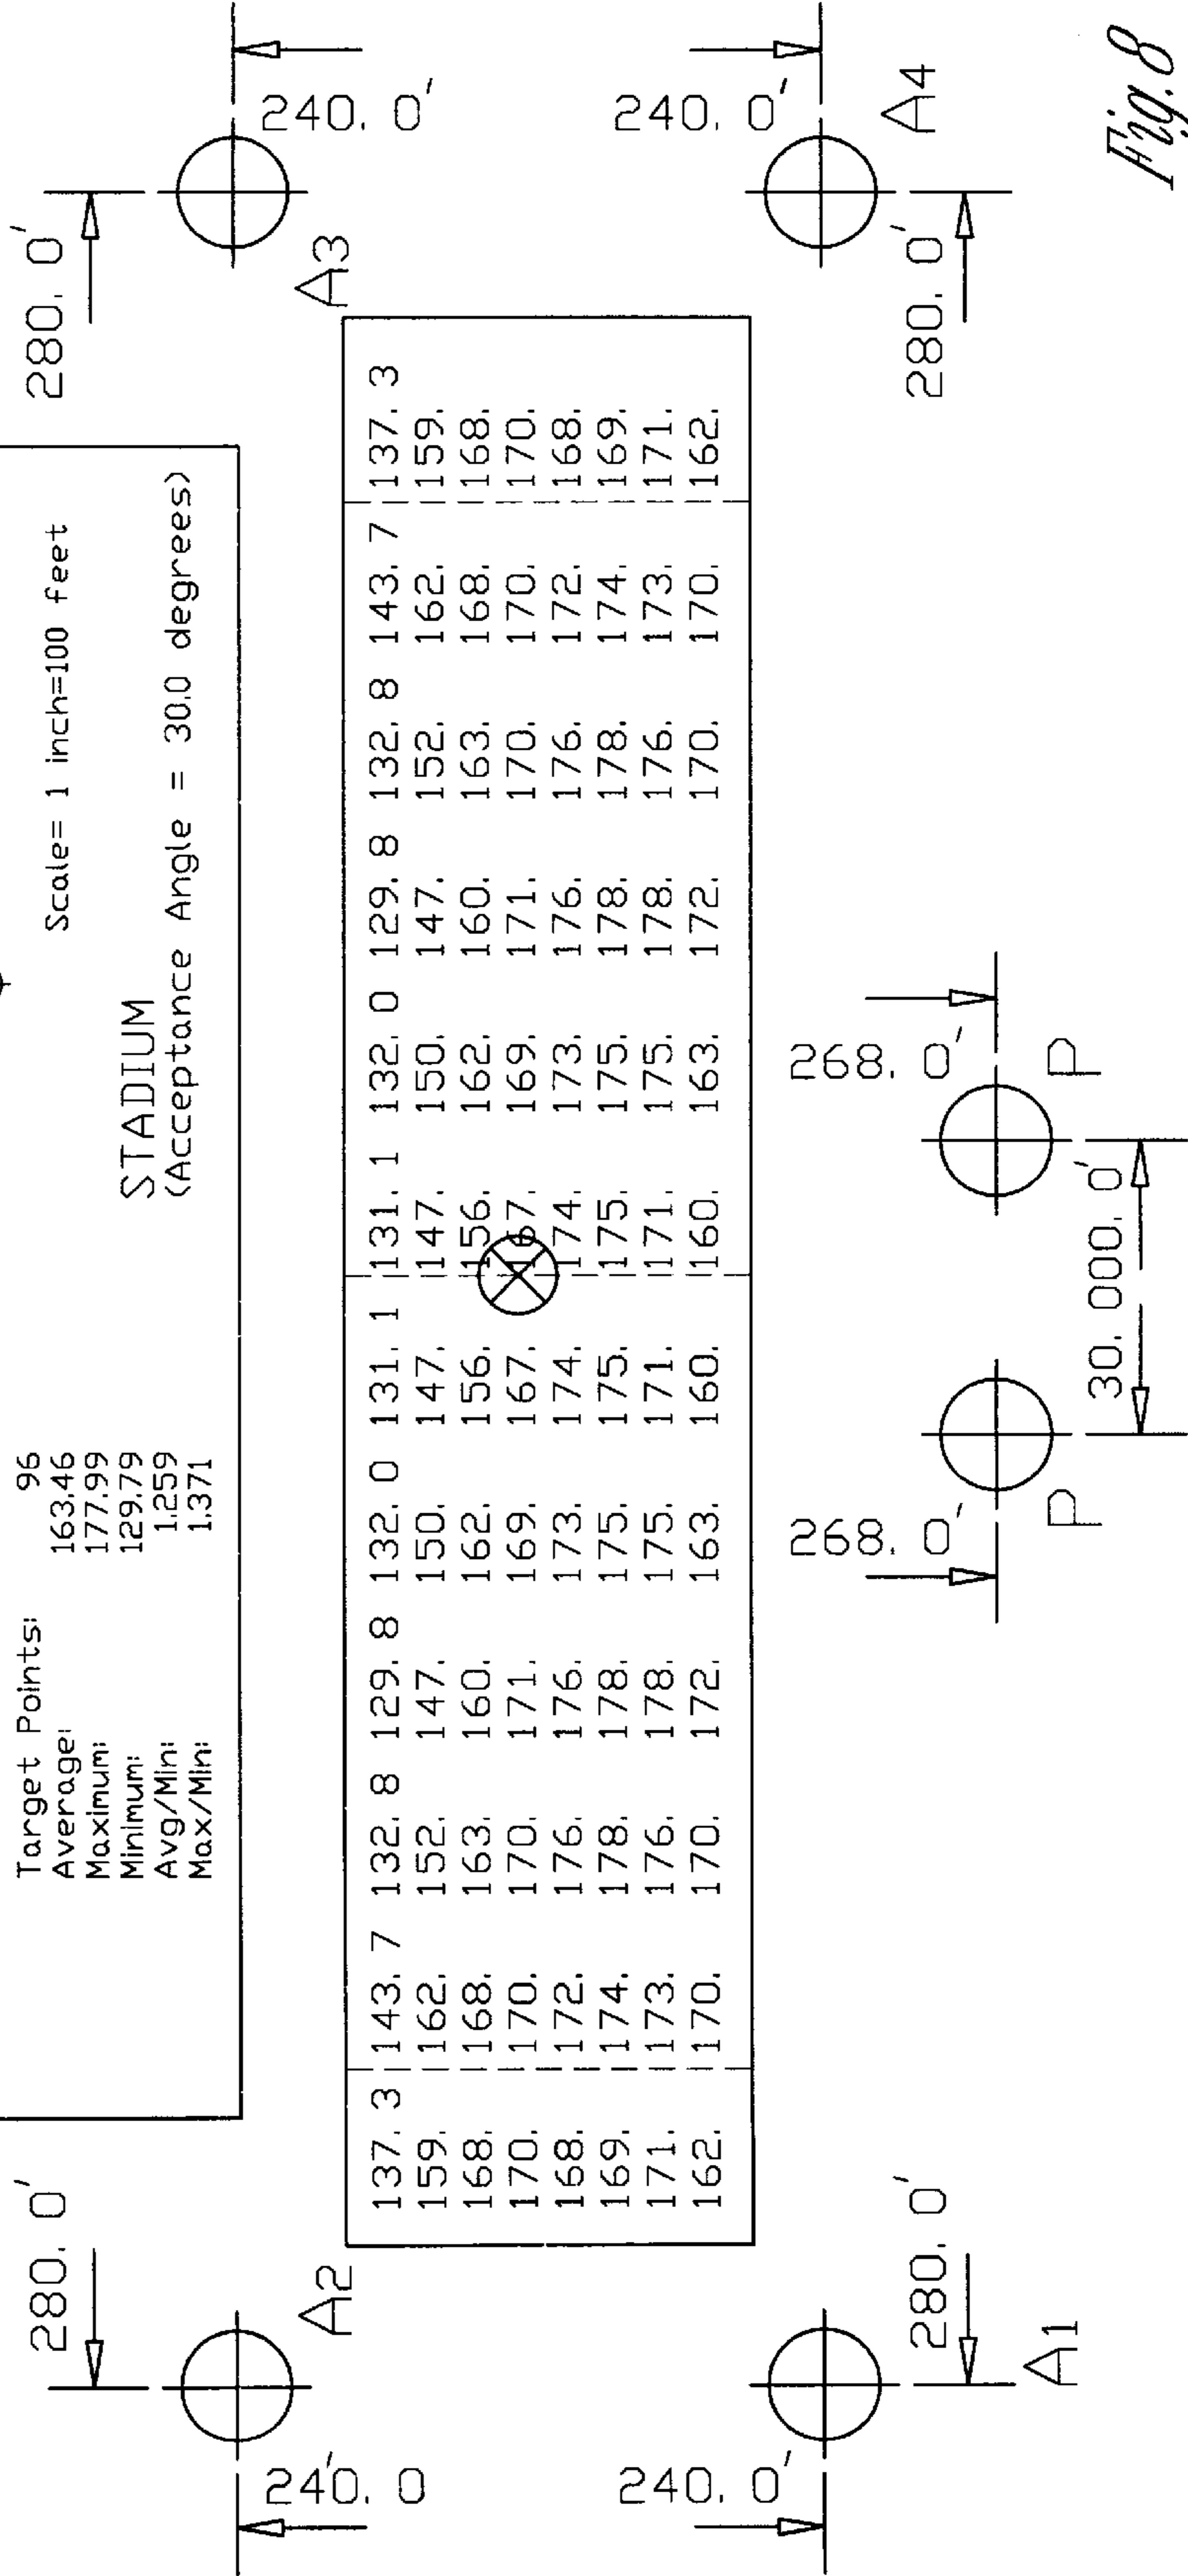 Target Points: 96
Average: 163.46
Maximum: 177.99
Minimum: 129.79
Avg/Min: 1.259
Max/Min: 1.371
Scale= 1 inch=100 feet
STADIUM
(Acceptance Angle = 30.0 degrees)
280. 0'
280. 0'
240. 0'
240. 0'
A2
A3
137. 3 143. 7 132. 8 129. 8 132. 0 131. 1 131. 1 132. 0 129. 8 132. 8 143. 7 137. 3
159. 162. 152. 147. 150. 147. 147. 150. 147. 152. 162. 159.
168. 168. 163. 160. 162. 156. 156. 162. 160. 163. 168. 168.
170. 170. 170. 171. 169. 167. 167. 169. 171. 170. 170. 170.
168. 172. 176. 176. 173. 174. 174. 173. 176. 176. 172. 168.
169. 174. 178. 178. 175. 175. 175. 175. 178. 178. 174. 169.
171. 173. 176. 178. 175. 171. 171. 175. 178. 176. 173. 171.
162. 170. 170. 172. 163. 160. 160. 163. 172. 170. 170. 162.
240. 0'
240. 0'
268. 0'
268. 0'
280. 0'
280. 0'
A1
A4
P
P
30. 000. 0'
Fig. 8